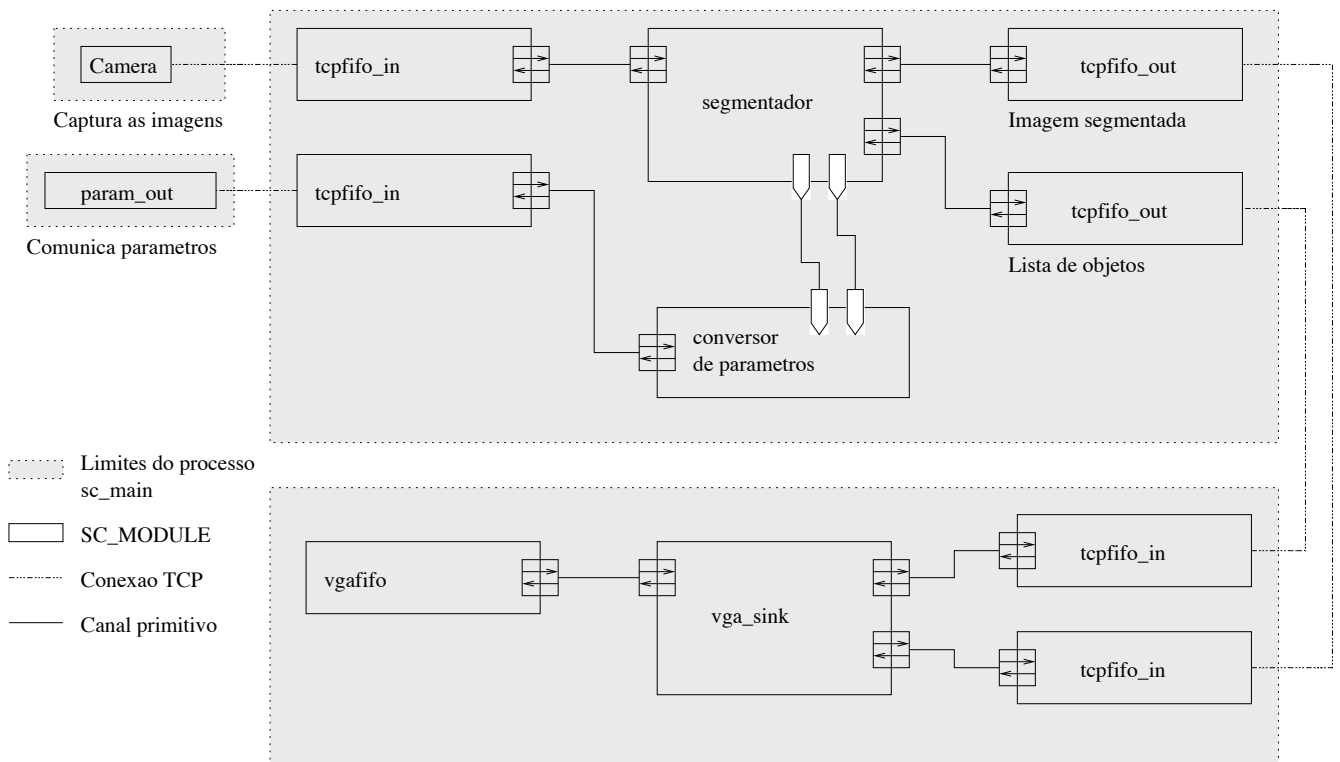 Camera
Captura as imagens
param_out
Comunica parametros
tcpfifo_in
tcpfifo_in
segmentador
tcpfifo_out
Imagem segmentada
tcpfifo_out
Lista de objetos
conversor
de parametros
Limites do processo
sc_main
SC_MODULE
Conexao TCP
Canal primitivo
vgafifo
vga_sink
tcpfifo_in
tcpfifo_in